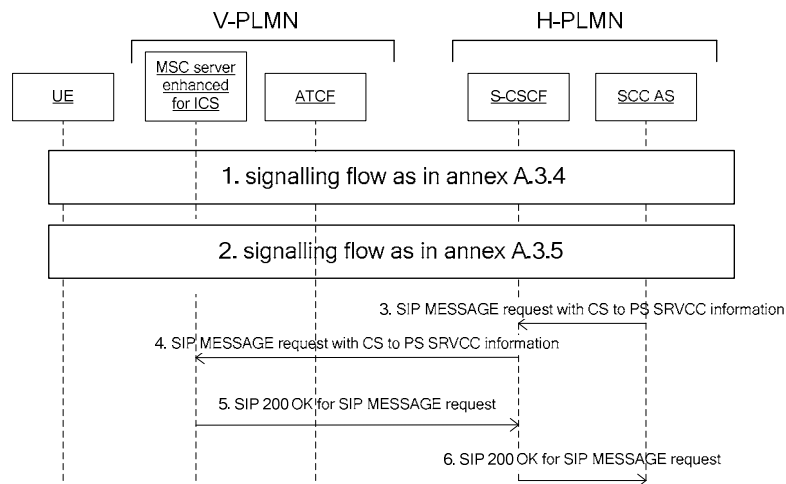 V-PLMN
H-PLMN
UE
MSC server
enhanced
for ICS
ATCF
S-CSCF
SCC AS
1. signalling flow as in annex A.3.4
2. signalling flow as in annex A.3.5
3. SIP MESSAGE request with CS to PS SRVCC information
4. SIP MESSAGE request with CS to PS SRVCC information
5. SIP 200 OK for SIP MESSAGE request
6. SIP 200 OK for SIP MESSAGE request